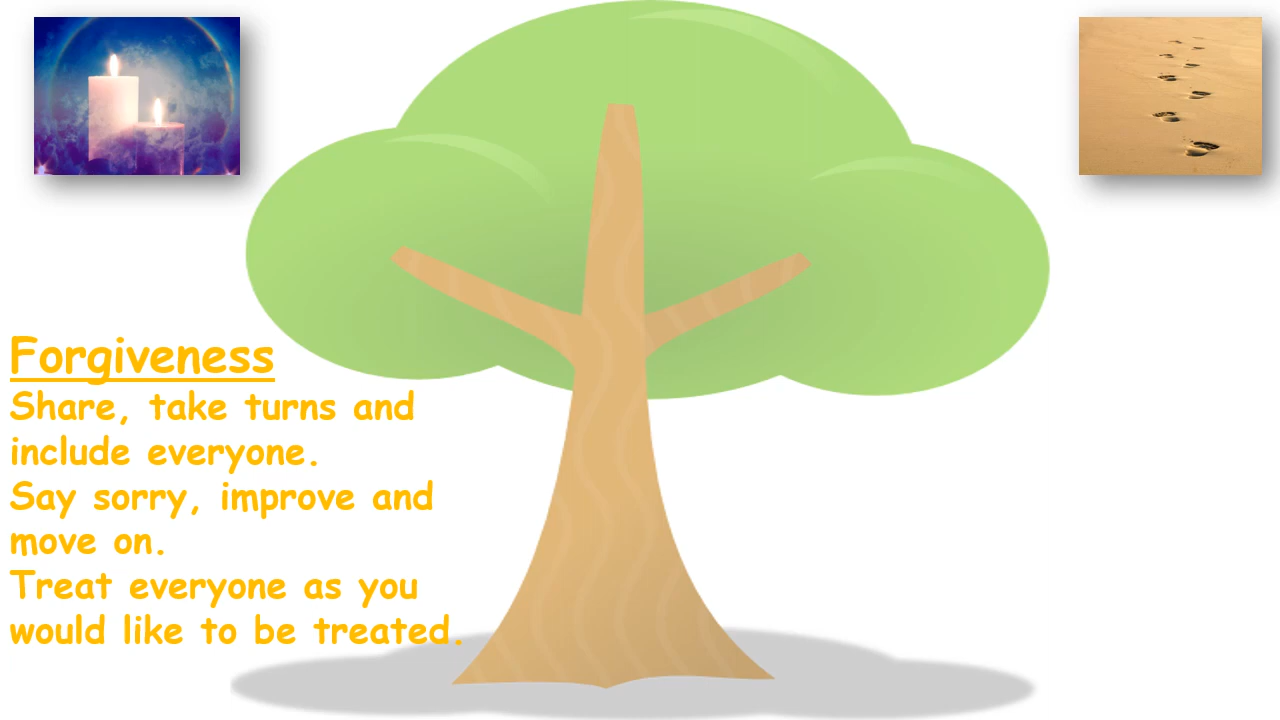 Forgiveness
Share, take turns and
include everyone.
Say sorry, improve and
move on.
Treat everyone as you
would like to be treated.